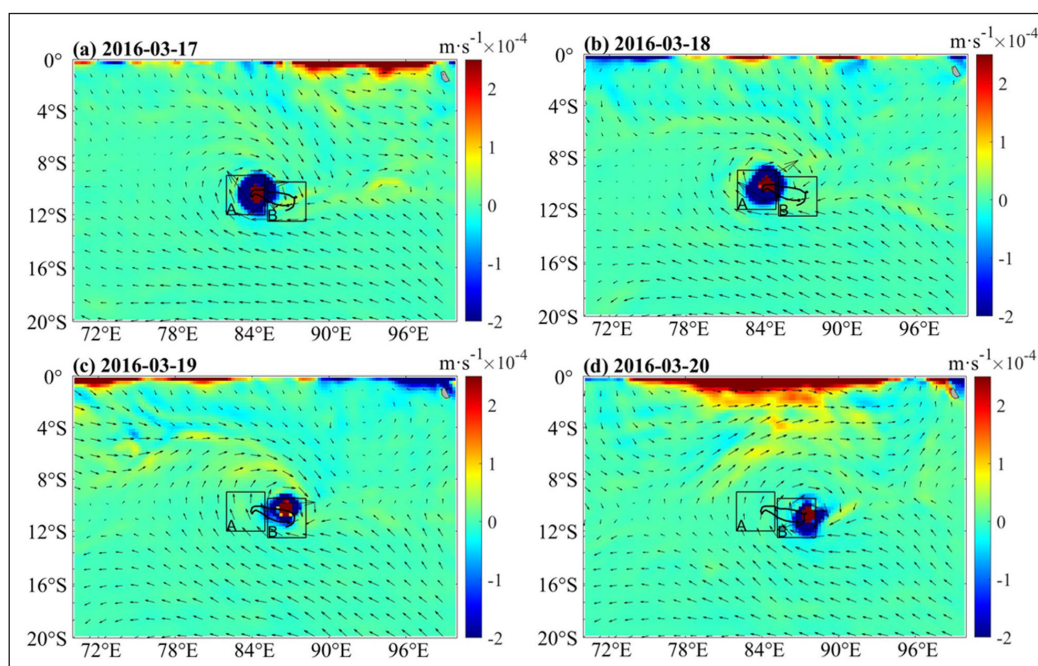 (a) 2016-03-17
m·s⁻¹×10⁻⁴
0°
4°S
8°S
12°S
16°S
20°S
72°E 78°E 84°E 90°E 96°E
A
B
2
1
0
-1
-2
(b) 2016-03-18
m·s⁻¹×10⁻⁴
0°
4°S
8°S
12°S
16°S
20°S
72°E 78°E 84°E 90°E 96°E
A
B
2
1
0
-1
-2
(c) 2016-03-19
m·s⁻¹×10⁻⁴
0°
4°S
8°S
12°S
16°S
20°S
72°E 78°E 84°E 90°E 96°E
A
B
2
1
0
-1
-2
(d) 2016-03-20
m·s⁻¹×10⁻⁴
0°
4°S
8°S
12°S
16°S
20°S
72°E 78°E 84°E 90°E 96°E
A
B
2
1
0
-1
-2